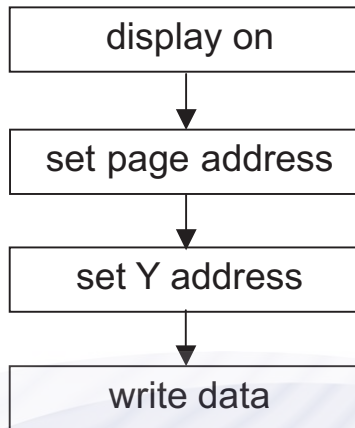 display on
set page address
set Y address
write data